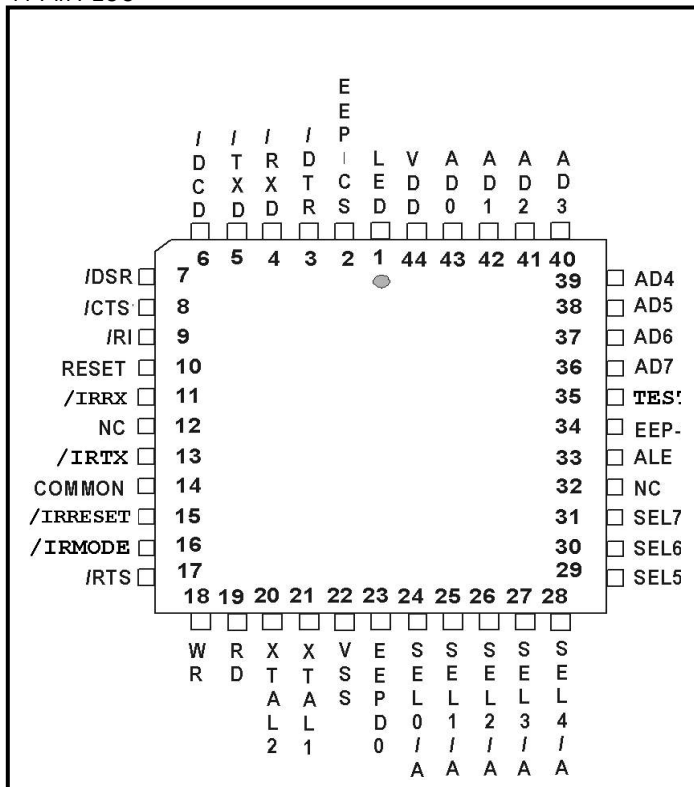 /DCD
/TXD
/RXD
/DTR
EEP|CS
LED
VDD
AD0
AD1
AD2
AD3
6 5 4 3 2 1 44 43 42 41 40
/DSR 7
/CTS 8
/RI 9
RESET 10
/IRRX 11
NC 12
/IRTX 13
COMMON 14
/IRRESET 15
/IRMODE 16
/RTS 17
39 AD4
38 AD5
37 AD6
36 AD7
35 TEST
34 EEP-
33 ALE
32 NC
31 SEL7
30 SEL6
29 SEL5
18 19 20 21 22 23 24 25 26 27 28
WR
RD
XTAL2
XTAL1
VSS
EEPD0
SEL0/A
SEL1/A
SEL2/A
SEL3/A
SEL4/A